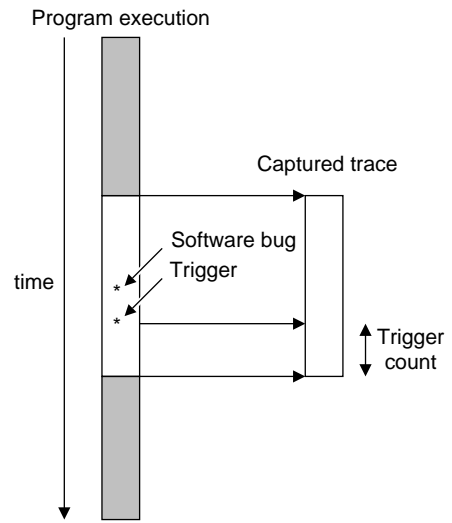 Program execution
Captured trace
Software bug
*
Trigger
*
time
Trigger
count